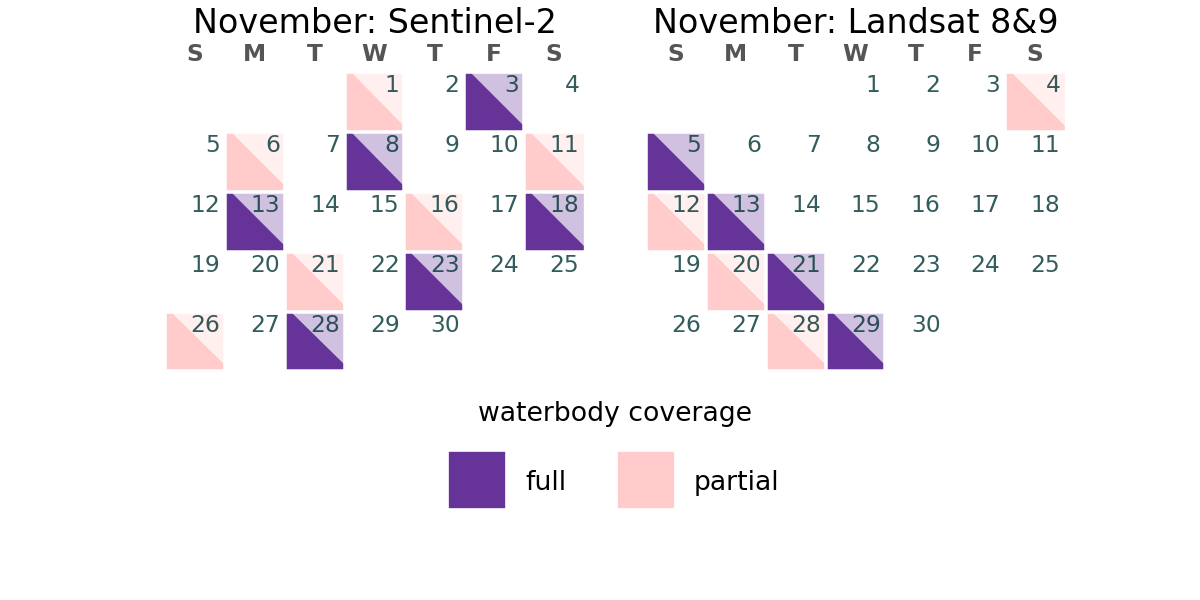 November: Sentinel-2
S M T W T F S
1 2 3 4
5 6 7 8 9 10 11
12 13 14 15 16 17 18
19 20 21 22 23 24 25
26 27 28 29 30
November: Landsat 8&9
S M T W T F S
1 2 3 4
5 6 7 8 9 10 11
12 13 14 15 16 17 18
19 20 21 22 23 24 25
26 27 28 29 30
waterbody coverage
full partial